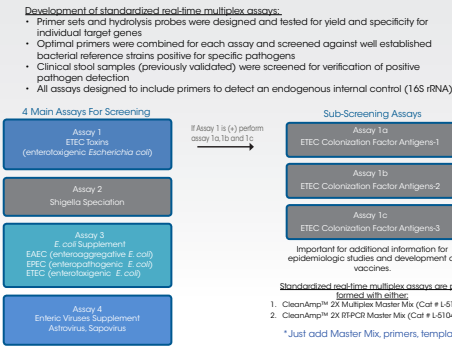 Development of standardized real-time multiplex assays:
• Primer sets and hydrolysis probes were designed and tested for yield and specificity for
individual target genes
• Optimal primers were combined for each assay and screened against well established
bacterial reference strains positive for specific pathogens
• Clinical stool samples (previously validated) were screened for verification of positive
pathogen detection
• All assays designed to include primers to detect an endogenous internal control (16S rRNA)
4 Main Assays For Screening
Assay 1
ETEC Toxins
(enterotoxigenic Escherichia coli)
Assay 2
Shigella Speciation
Assay 3
E. coli Supplement
EAEC (enteroaggregative E. coli)
EPEC (enteropathogenic E. coli)
ETEC (enterotoxigenic E. coli)
Assay 4
Enteric Viruses Supplement
Astrovirus, Sapovirus
If Assay 1 is (+) perform
assay 1a,1b and 1c
Sub-Screening Assays
Assay 1a
ETEC Colonization Factor Antigens-1
Assay 1b
ETEC Colonization Factor Antigens-2
Assay 1c
ETEC Colonization Factor Antigens-3
Important for additional information for
epidemiologic studies and development o
vaccines.
Standardized real-time multiplex assays are p
formed with either:
1. CleanAmp™ 2X Multiplex Master Mix (Cat # L-51
2. CleanAmp™ 2X RT-PCR Master Mix (Cat # L-5104
*Just add Master Mix, primers, templa